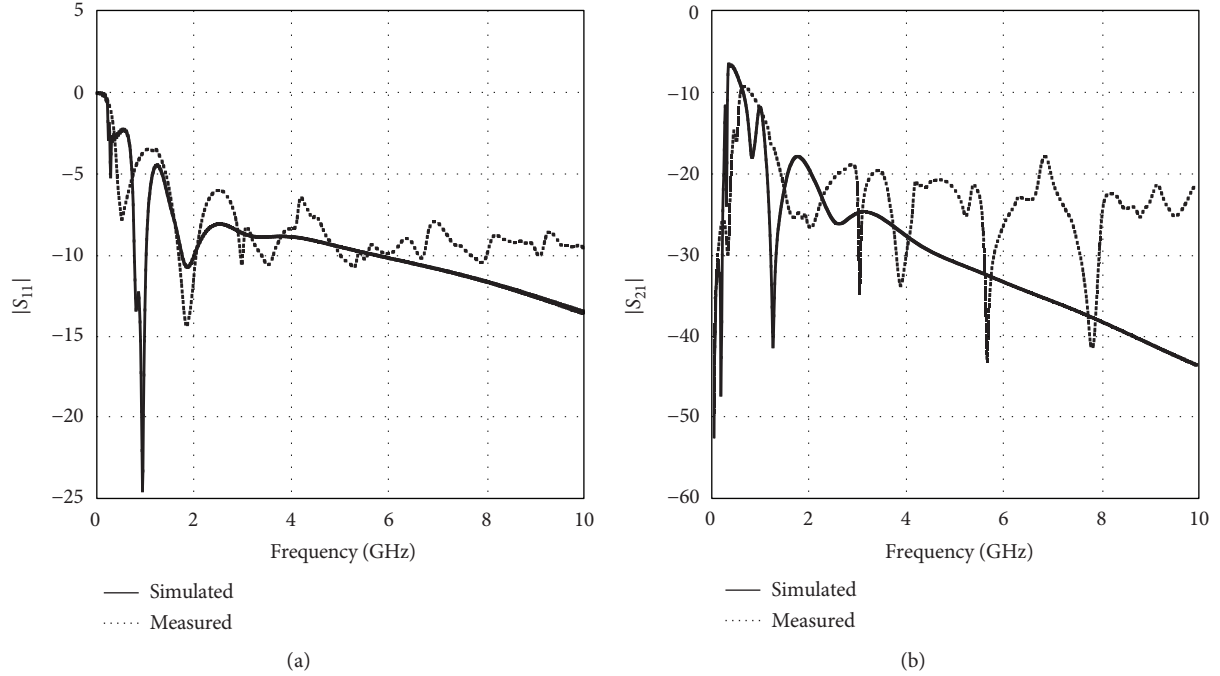 5
0
−5
−10
−15
−20
−25
|S11|
0 2 4 6 8 10
Frequency (GHz)
Simulated
Measured
(a)
0
−10
−20
−30
−40
−50
−60
|S21|
0 2 4 6 8 10
Frequency (GHz)
Simulated
Measured
(b)